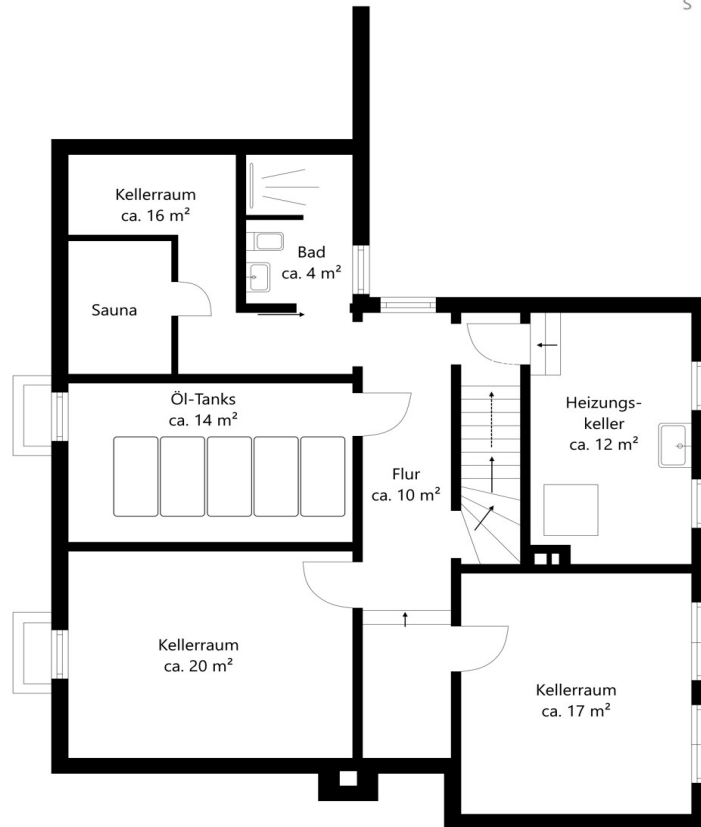 S
Kellerraum
ca. 16 m²
Bad
ca. 4 m²
Sauna
Öl-Tanks
ca. 14 m²
Heizungs-
keller
ca. 12 m²
Flur
ca. 10 m²
Kellerraum
ca. 20 m²
Kellerraum
ca. 17 m²